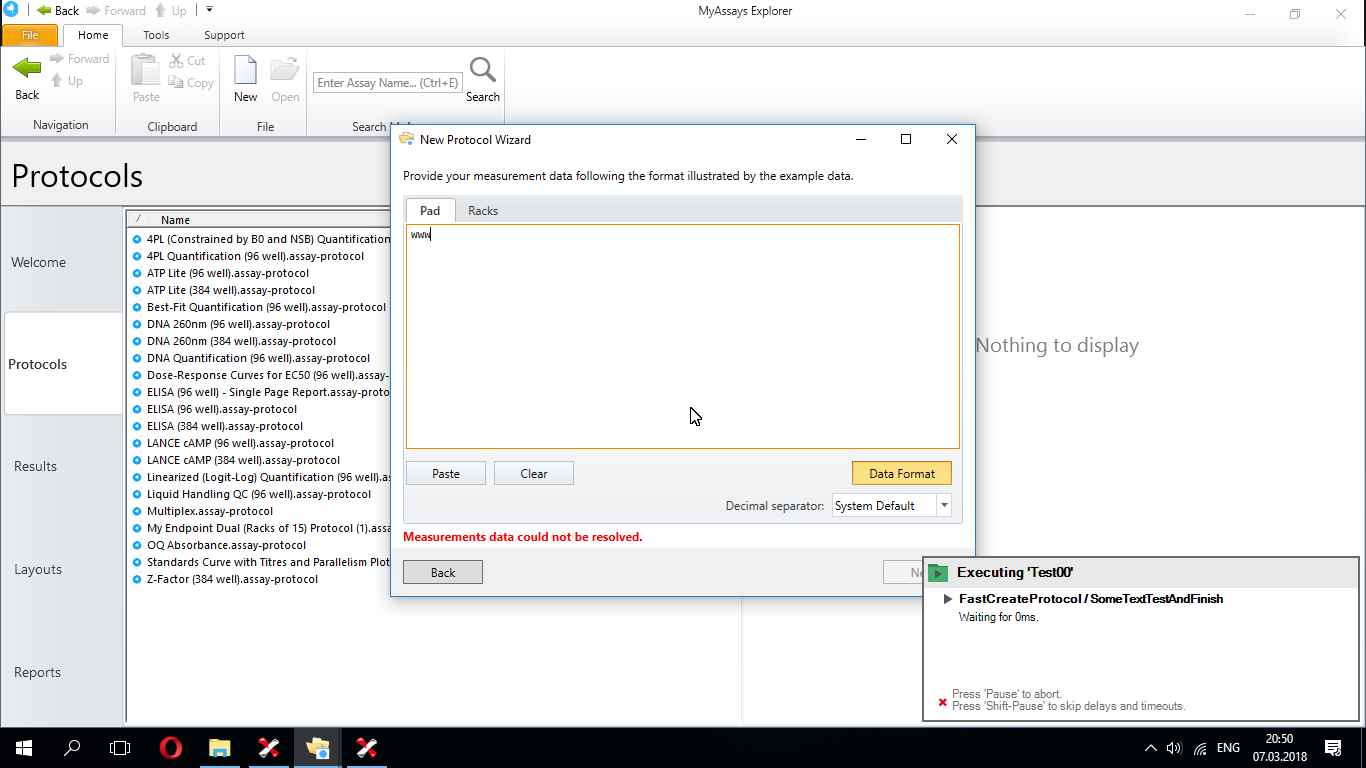 Back Forward Up
MyAssays Explorer
File Home Tools Support
Back
Forward
Up
Navigation
Paste
Cut
Copy
Clipboard
New
Open
File
Enter Assay Name... (Ctrl+E)
Search
Search
Protocols
Welcome
Protocols
Results
Layouts
Reports
Name
4PL (Constrained by B0 and NSB) Quantification
4PL Quantification (96 well).assay-protocol
ATP Lite (96 well).assay-protocol
ATP Lite (384 well).assay-protocol
Best-Fit Quantification (96 well).assay-protocol
DNA 260nm (96 well).assay-protocol
DNA 260nm (384 well).assay-protocol
DNA Quantification (96 well).assay-protocol
Dose-Response Curves for EC50 (96 well).assay-
ELISA (96 well) - Single Page Report.assay-proto
ELISA (96 well).assay-protocol
ELISA (384 well).assay-protocol
LANCE cAMP (96 well).assay-protocol
LANCE cAMP (384 well).assay-protocol
Linearized (Logit-Log) Quantification (96 well).as
Liquid Handling QC (96 well).assay-protocol
Multiplex.assay-protocol
My Endpoint Dual (Racks of 15) Protocol (1).assa
OQ Absorbance.assay-protocol
Standards Curve with Titres and Parallelism Plot
Z-Factor (384 well).assay-protocol
New Protocol Wizard
Provide your measurement data following the format illustrated by the example data.
Pad Racks
www
Paste Clear Data Format
Decimal separator: System Default
Measurements data could not be resolved.
Back
Nothing to display
Executing 'Test00'
FastCreateProtocol / SomeTextTestAndFinish
Waiting for 0ms.
Press 'Pause' to abort.
Press 'Shift-Pause' to skip delays and timeouts.
ENG
20:50
07.03.2018